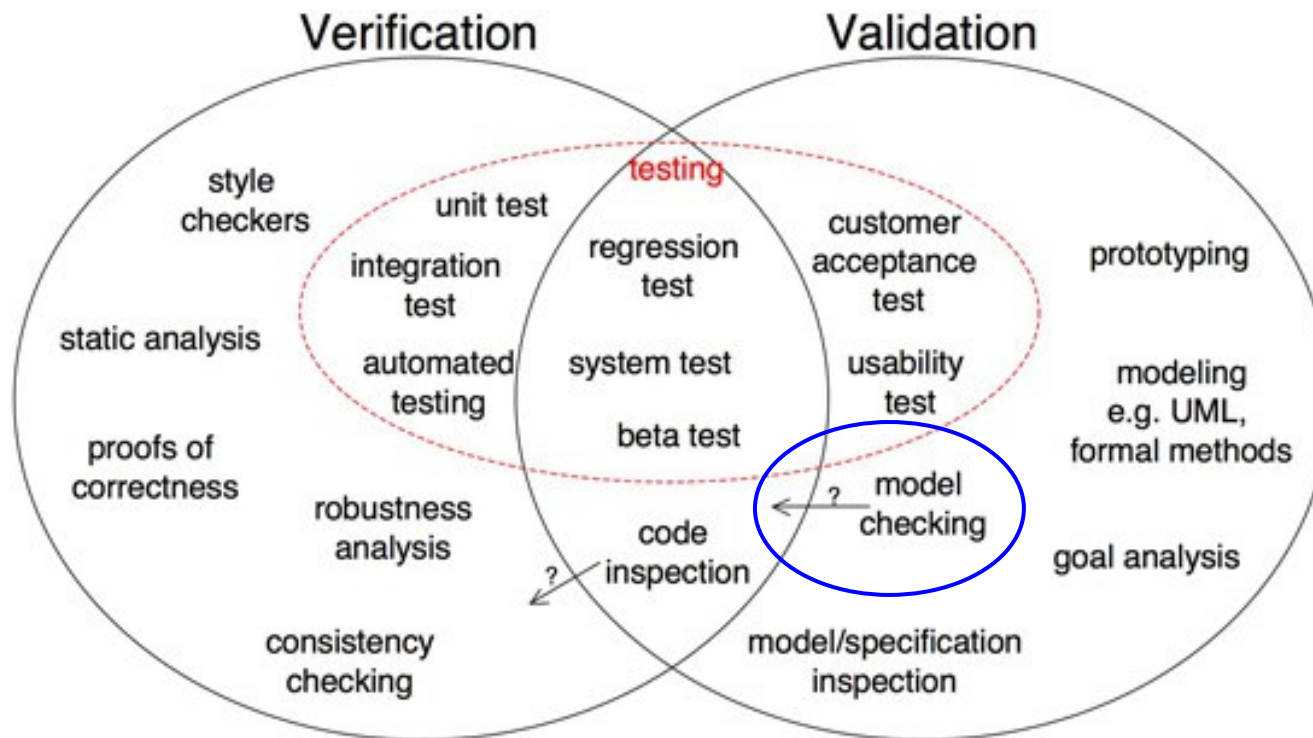 Verification
Validation
testing
style
checkers
unit test
integration
test
automated
testing
static analysis
proofs of
correctness
robustness
analysis
consistency
checking
regression
test
system test
beta test
code
inspection
?
customer
acceptance
test
usability
test
model
checking
?
model/specification
inspection
prototyping
modeling
e.g. UML,
formal methods
goal analysis